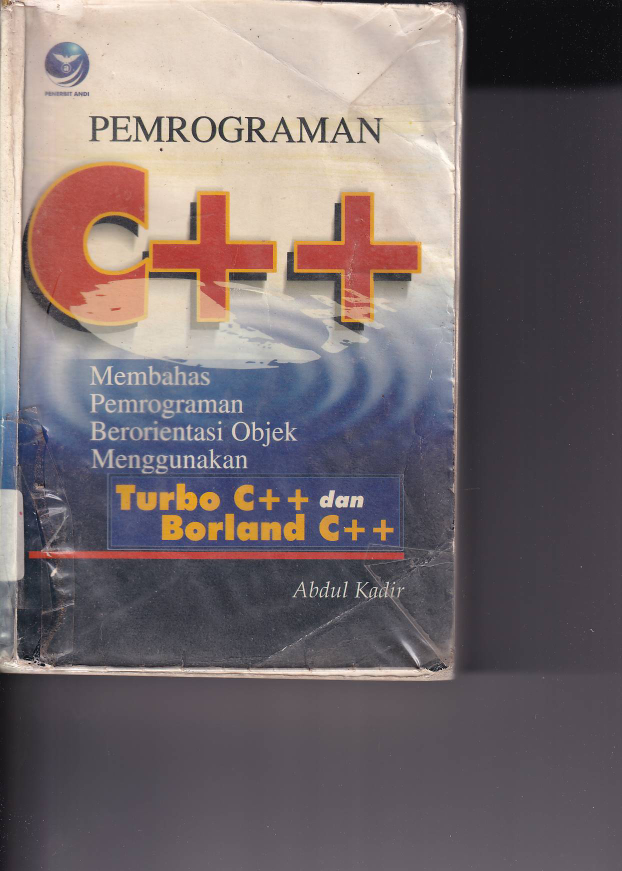 PENERBIT ANDI
PEMROGRAMAN
C++
Membahas
Pemrograman
Berorientasi Objek
Menggunakan
Turbo C++ dan
Borland C++
Abdul Kadir